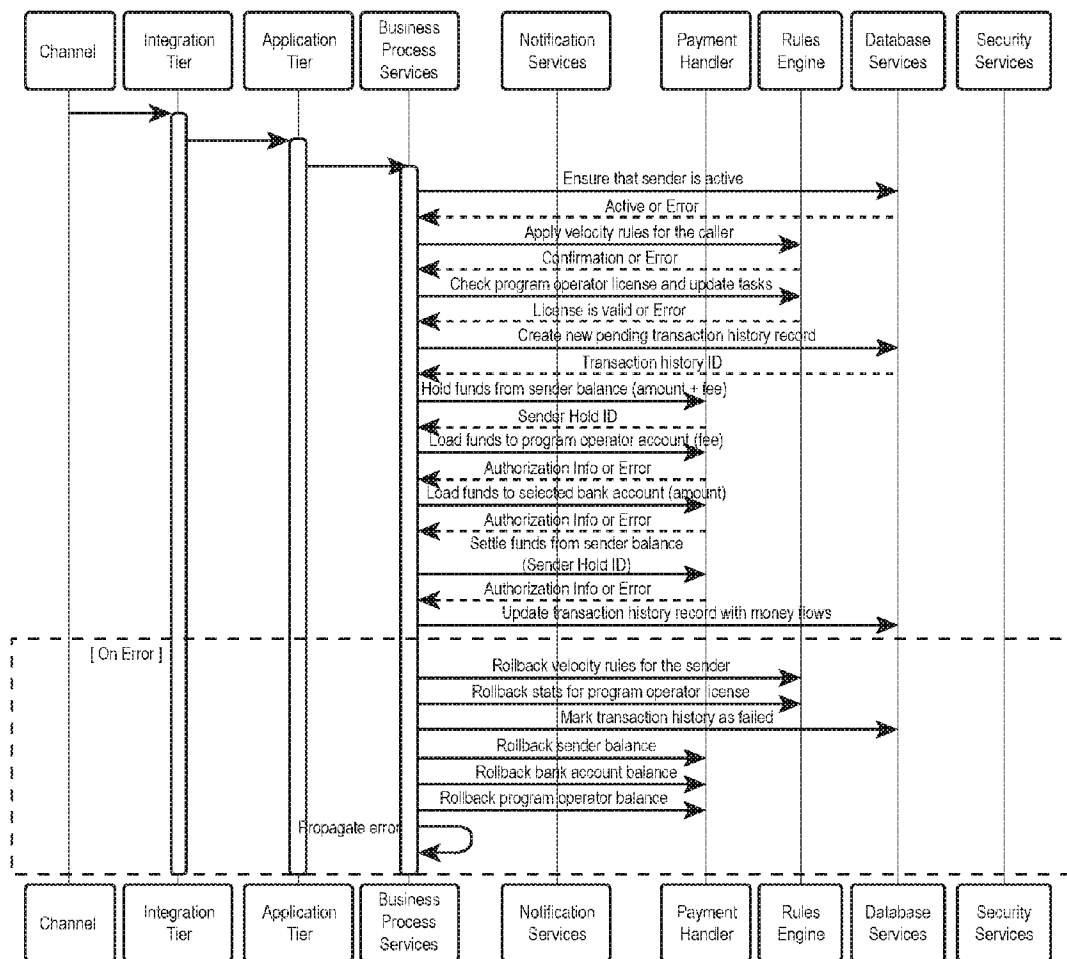 Channel
Integration
Tier
Application
Tier
Business
Process
Services
Notification
Services
Payment
Handler
Rules
Engine
Database
Services
Security
Services
Ensure that sender is active
Active or Error
Apply velocity rules for the caller
Confirmation or Error
Check program operator license and update tasks
License is valid or Error
Create new pending transaction history record
Transaction history ID
Hold funds from sender balance (amount + fee)
Sender Hold ID
Load funds to program operator account (fee)
Authorization Info or Error
Load funds to selected bank account (amount)
Authorization Info or Error
Settle funds from sender balance
(Sender Hold ID)
Authorization Info or Error
Update transaction history record with money flows
[ On Error ]
Rollback velocity rules for the sender
Rollback stats for program operator license
Mark transaction history as failed
Rollback sender balance
Rollback bank account balance
Rollback program operator balance
Propagate error
Channel
Integration
Tier
Application
Tier
Business
Process
Services
Notification
Services
Payment
Handler
Rules
Engine
Database
Services
Security
Services